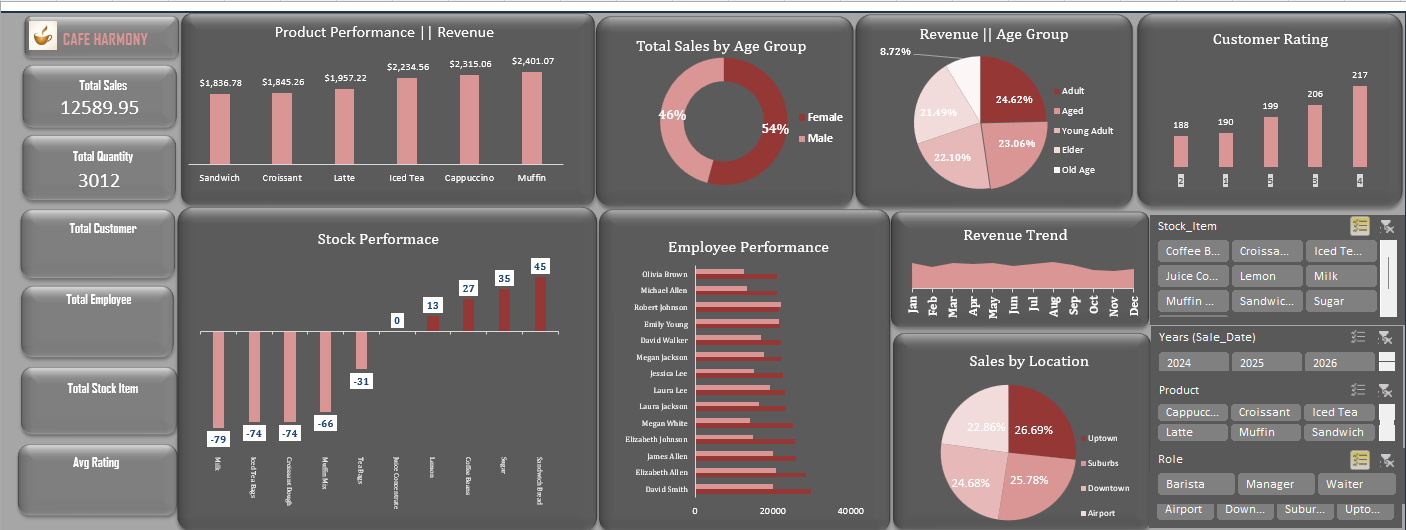 CAFE HARMONY
Total Sales
12589.95
Total Quantity
3012
Total Customer
Total Employee
Total Stock Item
Avg Rating
Product Performance || Revenue
$1,836.78
$1,845.26
$1,957.22
$2,234.56
$2,315.06
$2,401.07
Sandwich
Croissant
Latte
Iced Tea
Cappuccino
Muffin
Total Sales by Age Group
46%
54%
Female
Male
Revenue || Age Group
8.72%
24.62%
21.49%
23.06%
22.10%
Adult
Aged
Young Adult
Elder
Old Age
Customer Rating
188
190
199
206
217
2
1
5
3
4
Stock Performace
-79
-74
-74
-66
-31
0
13
27
35
45
Milk
Iced Tea Bags
Croissant Dough
Muffin Mix
Tea Bags
Juice Concentrate
Lemon
Coffee Beans
Sugar
Sandwich Bread
Employee Performance
Olivia Brown
Michael Allen
Robert Johnson
Emily Young
David Walker
Megan Jackson
Jessica Lee
Laura Lee
Laura Jackson
Megan White
Elizabeth Johnson
James Allen
Elizabeth Allen
David Smith
0
20000
40000
Revenue Trend
Jan
Feb
Mar
Apr
May
Jun
Jul
Aug
Sep
Oct
Nov
Dec
Sales by Location
22.86%
26.69%
24.68%
25.78%
Uptown
Suburbs
Downtown
Airport
Stock_Item
Coffee B...
Croissa...
Iced Te...
Juice Co...
Lemon
Milk
Muffin ...
Sandwic...
Sugar
Years (Sale_Date)
2024
2025
2026
Product
Cappucc...
Croissant
Iced Tea
Latte
Muffin
Sandwich
Role
Barista
Manager
Waiter
Airport
Down...
Subur...
Upto...